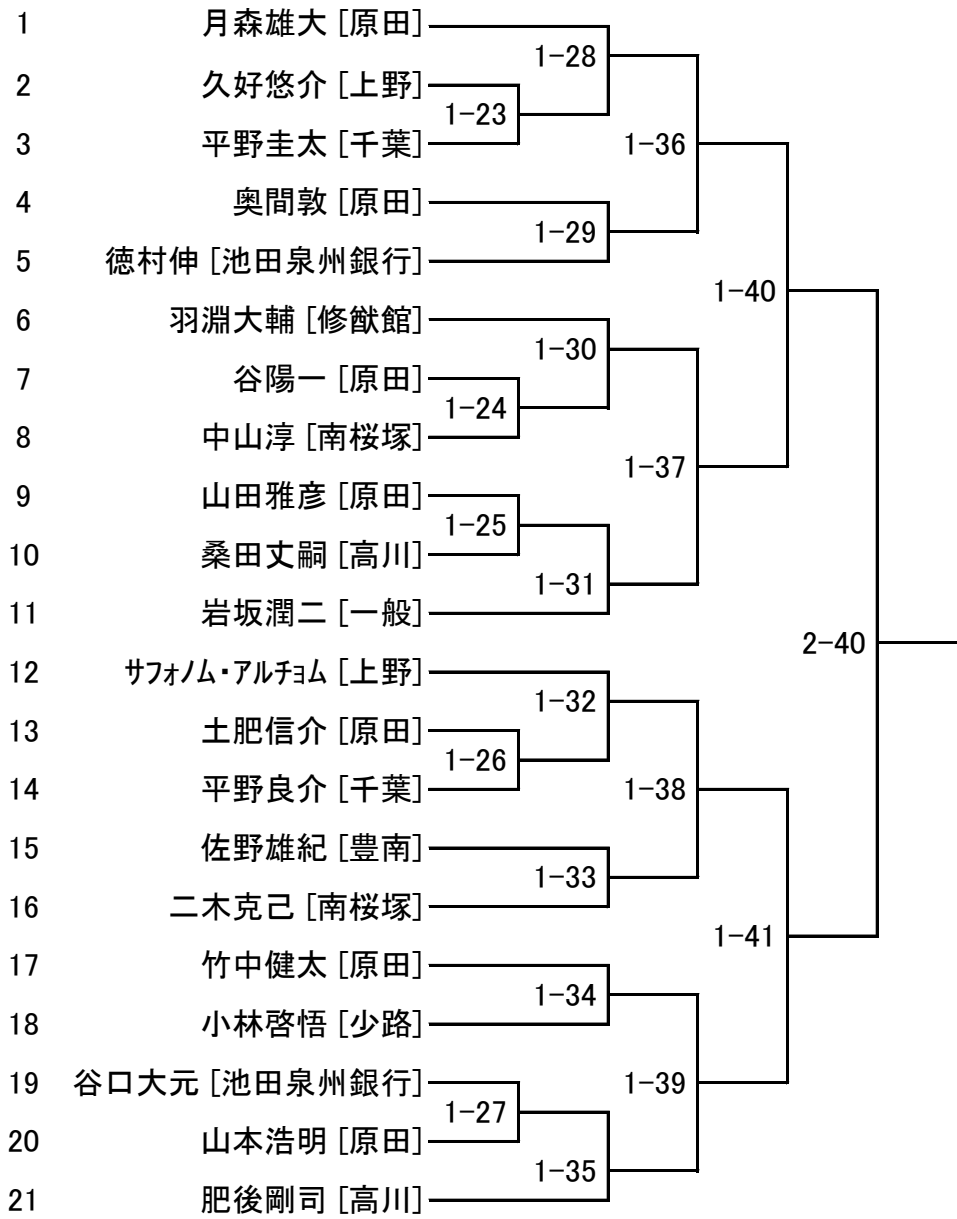 1 月森雄大 [原田]
1-28
2 久好悠介 [上野]
1-23
3 平野圭太 [千葉]
1-36
4 奥間敦 [原田]
1-29
5 徳村伸 [池田泉州銀行]
1-40
6 羽淵大輔 [修猷館]
1-30
7 谷陽一 [原田]
1-24
8 中山淳 [南桜塚]
1-37
9 山田雅彦 [原田]
1-25
10 桑田丈嗣 [高川]
1-31
11 岩坂潤二 [一般]
2-40
12 サフォノム・アルチョム [上野]
1-32
13 土肥信介 [原田]
1-26
14 平野良介 [千葉]
1-38
15 佐野雄紀 [豊南]
1-33
16 二木克己 [南桜塚]
1-41
17 竹中健太 [原田]
1-34
18 小林啓悟 [少路]
19 谷口大元 [池田泉州銀行]
1-39
1-27
20 山本浩明 [原田]
1-35
21 肥後剛司 [高川]